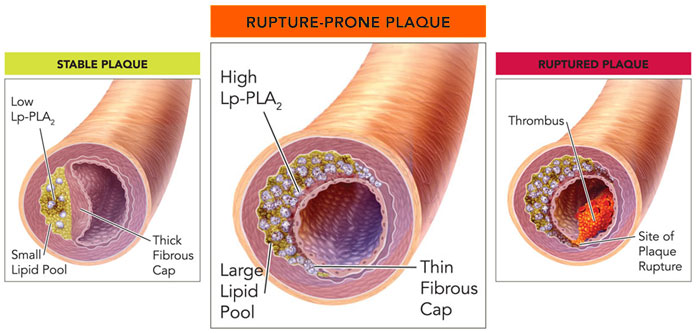 STABLE PLAQUE
Low
Lp-PLA₂
Small
Lipid Pool
Thick
Fibrous
Cap
RUPTURE-PRONE PLAQUE
High
Lp-PLA₂
Large
Lipid
Pool
Thin
Fibrous
Cap
RUPTURED PLAQUE
Thrombus
Site of
Plaque
Rupture